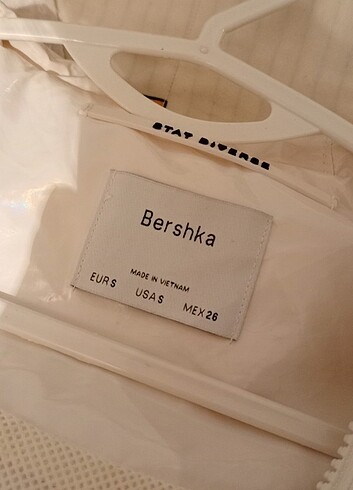 STAY DIVERSE
Bershka
MADE IN VIETNAM
EUR S USA S MEX 26